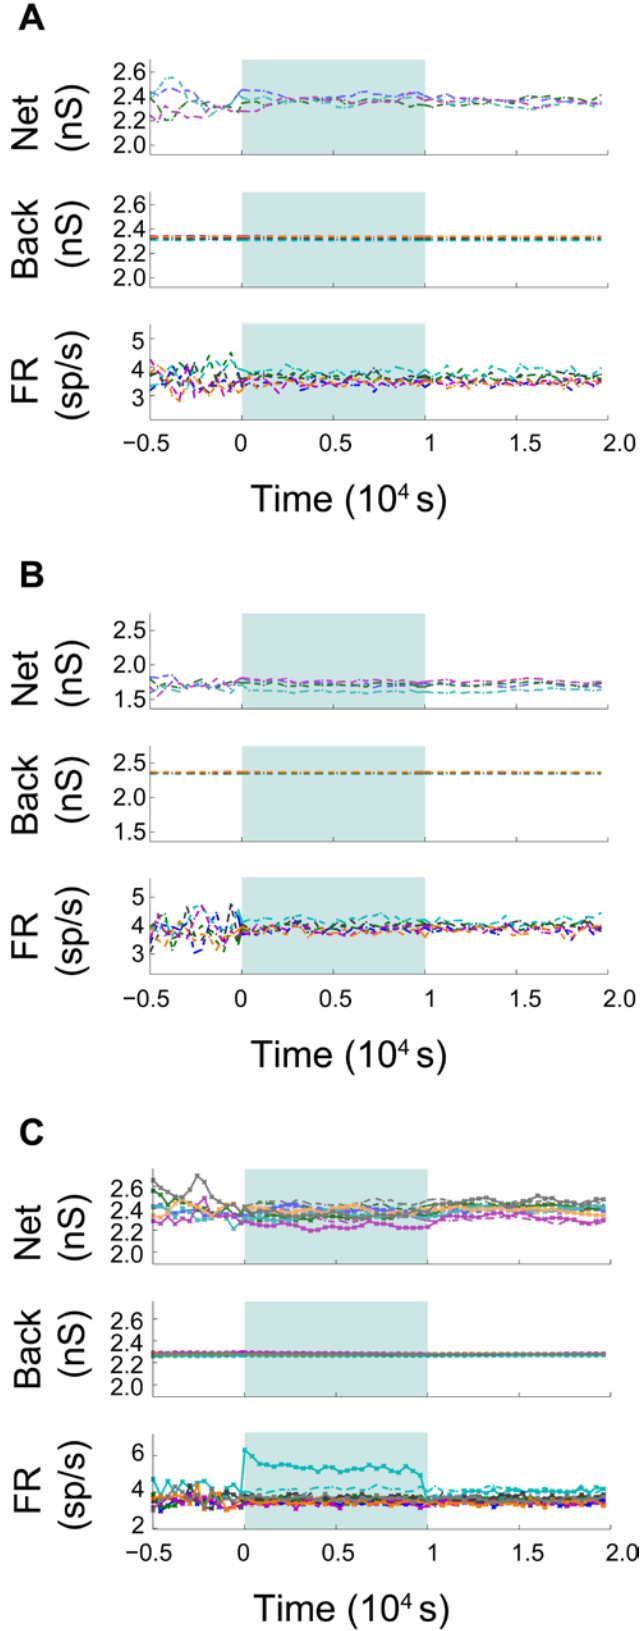 A
Net
(nS)
2.6
2.4
2.2
2.0
Back
(nS)
2.6
2.4
2.2
2.0
FR
(sp/s)
5
4
3
−0.5 0 0.5 1 1.5 2.0
Time (10⁴ s)
B
Net
(nS)
2.5
2.0
1.5
Back
(nS)
2.5
2.0
1.5
FR
(sp/s)
5
4
3
−0.5 0 0.5 1 1.5 2.0
Time (10⁴ s)
C
Net
(nS)
2.6
2.4
2.2
2.0
Back
(nS)
2.6
2.4
2.2
2.0
FR
(sp/s)
6
4
2
−0.5 0 0.5 1 1.5 2.0
Time (10⁴ s)